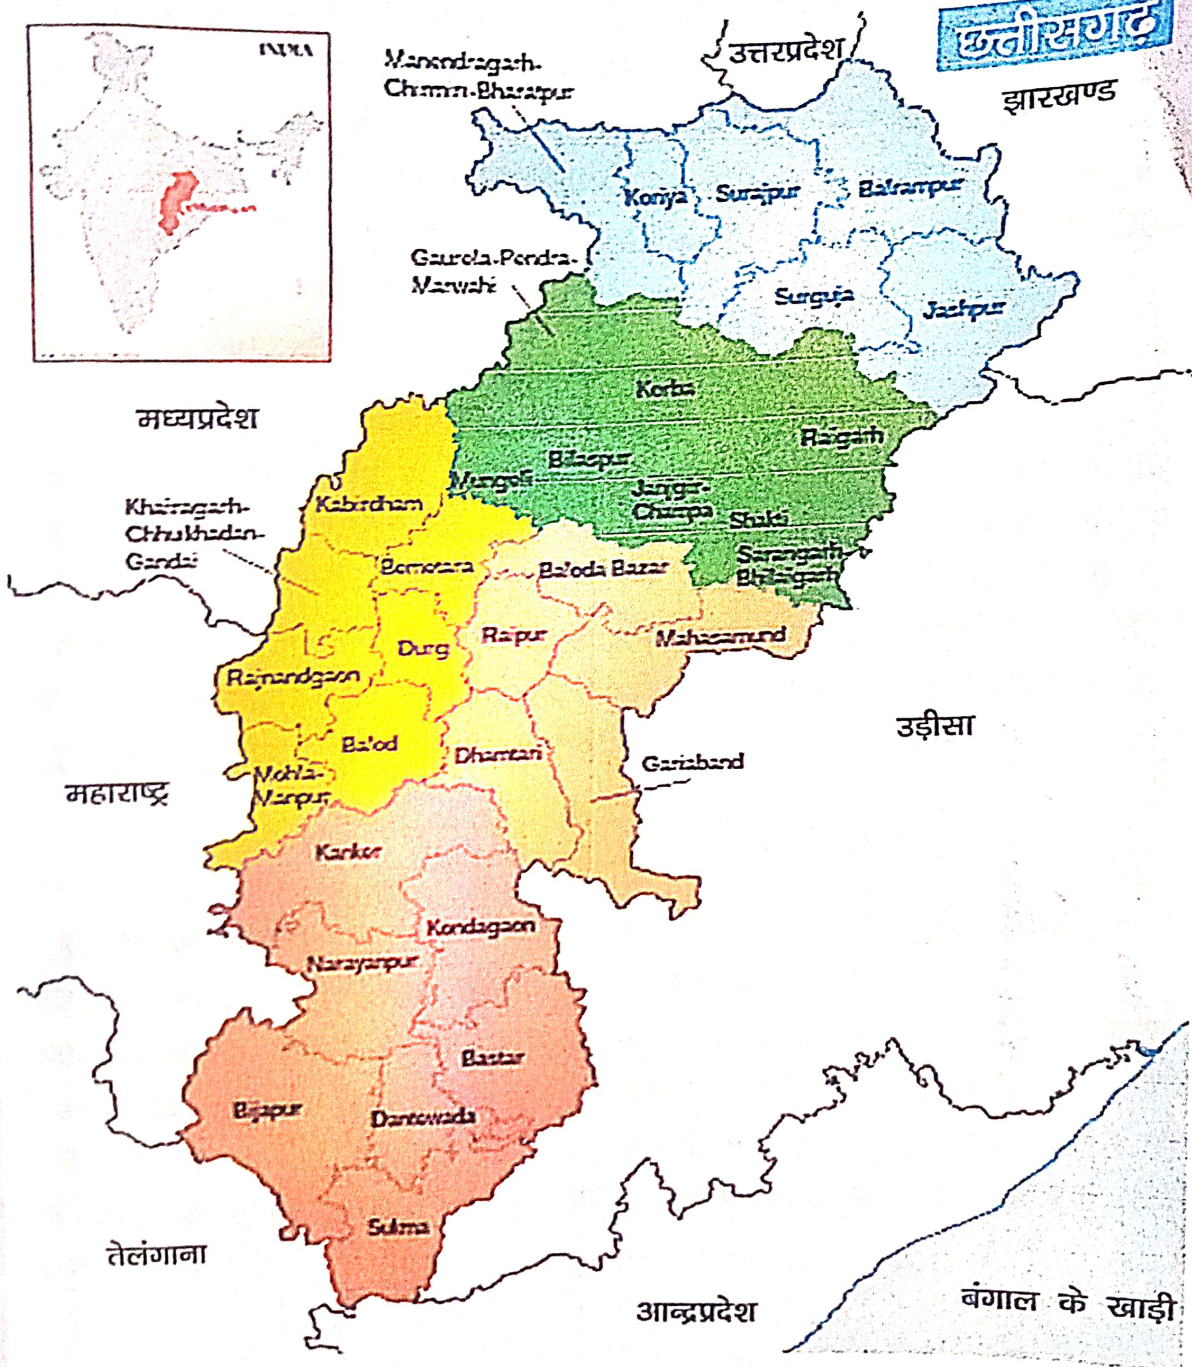 छत्तीसगढ़
INDIA
उत्तरप्रदेश
झारखण्ड
Manendragarh-
Chirmiri-Bharatpur
Koriya
Surajpur
Balrampur
Gaurela-Pendra-
Marwahi
Surguja
Jashpur
मध्यप्रदेश
Korba
Raigarh
Bilaspur
Mungeli
Janjgir-
Champa
Shakti
Kabirdham
Khairagarh-
Chhuikhadan-
Gandai
Sarangarh
Bhilaigarh
Bemetara
Baloda Bazar
Durg
Raipur
Mahasamund
Rajnandgaon
उड़ीसा
Balod
Dhamtari
Gariaband
Mohla-
Manpur
महाराष्ट्र
Kanker
Kondagaon
Narayanpur
Bastar
Bijapur
Dantewada
Sukma
तेलंगाना
आन्द्रप्रदेश
बंगाल के खाड़ी